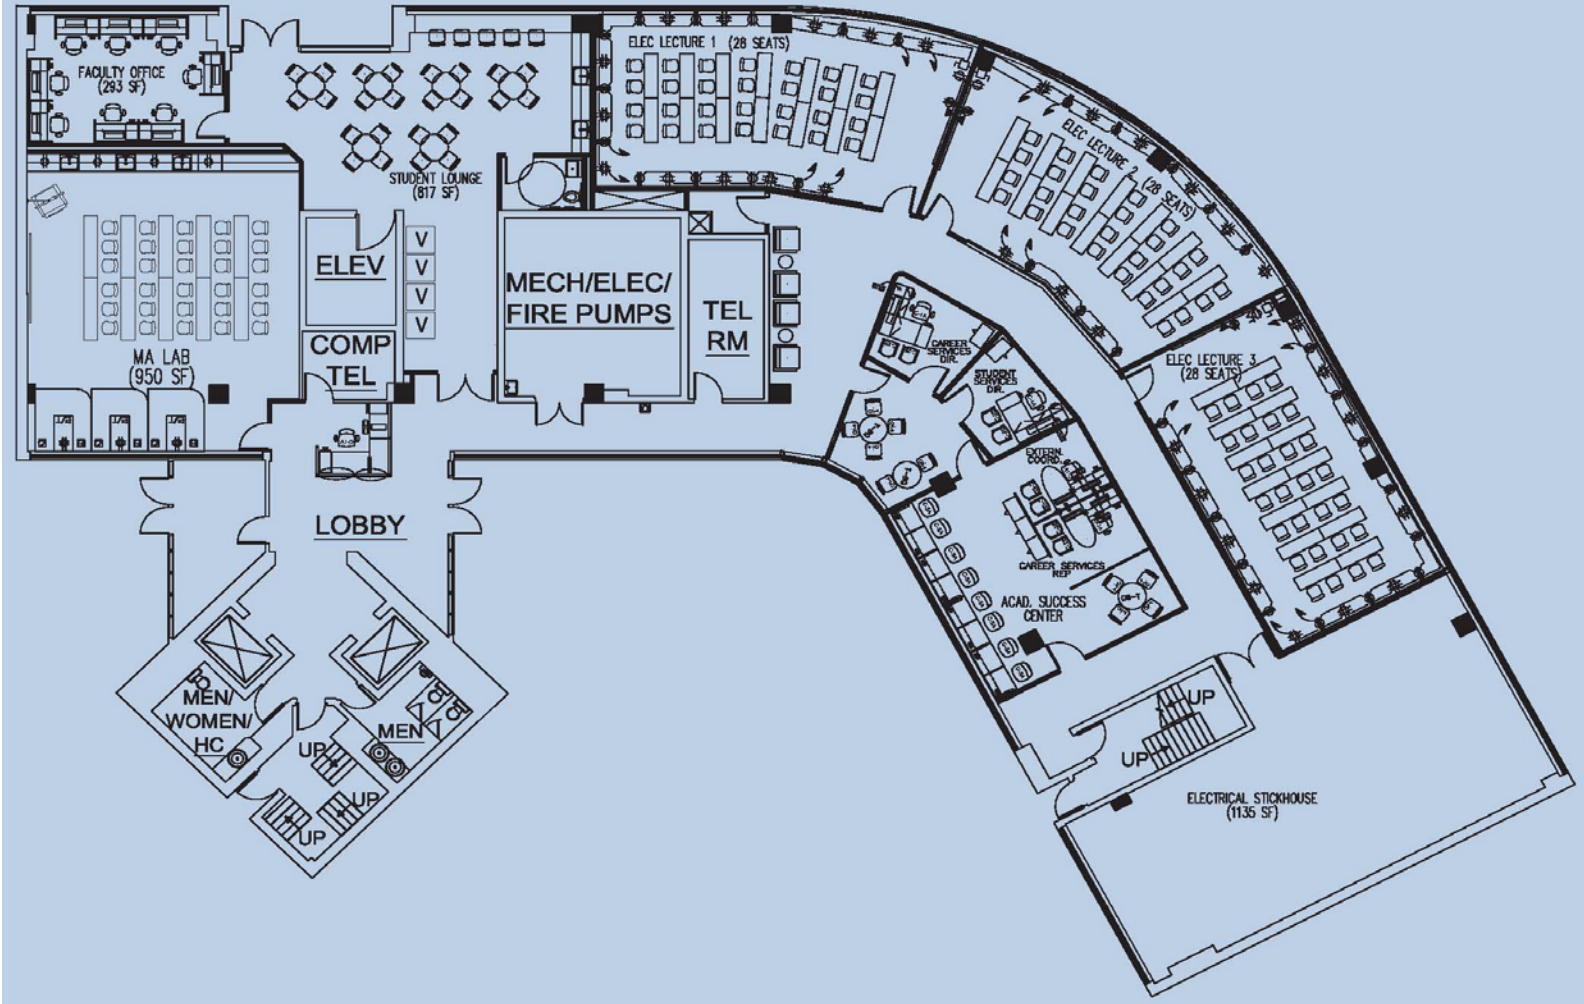 FACULTY OFFICE
(293 SF)
ELEC LECTURE 1 (28 SEATS)
ELEC LECTURE 2 (28 SEATS)
STUDENT LOUNGE
(817 SF)
ELEV
V
V
V
V
MECH/ELEC/
FIRE PUMPS
TEL
RM
COMP
TEL
MA LAB
(950 SF)
CAREER
SERVICES
DIR.
STUDENT
SERVICES
DIR.
ELEC LECTURE 3
(28 SEATS)
EXTERN.
COORD.
LOBBY
CAREER SERVICES
REP
ACAD. SUCCESS
CENTER
MEN/
WOMEN/
HC
MEN
UP
UP
UP
UP
UP
ELECTRICAL STICKHOUSE
(1135 SF)